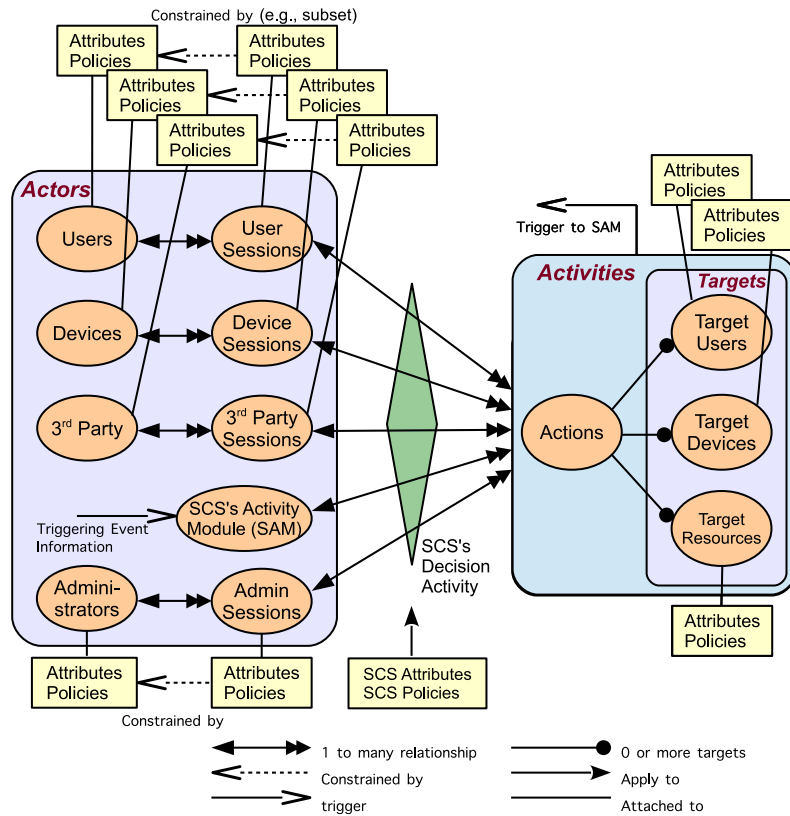 Constrained by (e.g., subset)
Attributes
Policies
Attributes
Policies
Attributes
Policies
Attributes
Policies
Attributes
Policies
Attributes
Policies
Actors
Users
User
Sessions
Devices
Device
Sessions
3rd Party
3rd Party
Sessions
SCS's Activity
Module (SAM)
Triggering Event
Information
Admini-
strators
Admin
Sessions
Attributes
Policies
Attributes
Policies
Constrained by
SCS's
Decision
Activity
SCS Attributes
SCS Policies
Trigger to SAM
Attributes
Policies
Attributes
Policies
Activities
Targets
Actions
Target
Users
Target
Devices
Target
Resources
Attributes
Policies
1 to many relationship
0 or more targets
Constrained by
Apply to
trigger
Attached to